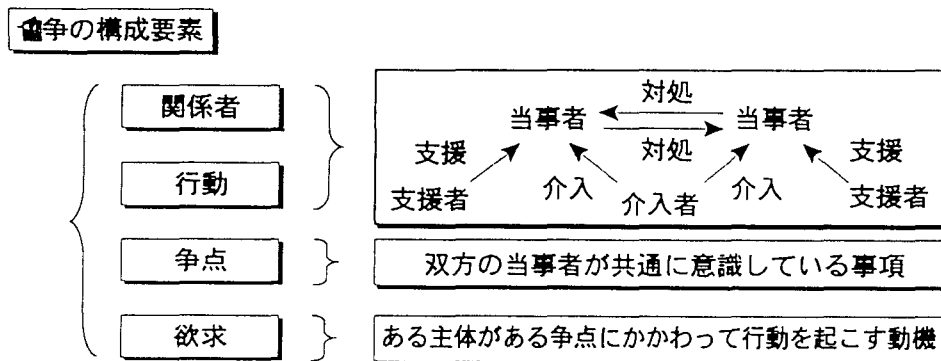 争の構成要素
関係者
行動
争点
欲求
対処
当事者 当事者
対処
支援 支援
支援者 介入 介入者 介入 支援者
双方の当事者が共通に意識している事項
ある主体がある争点にかかわって行動を起こす動機